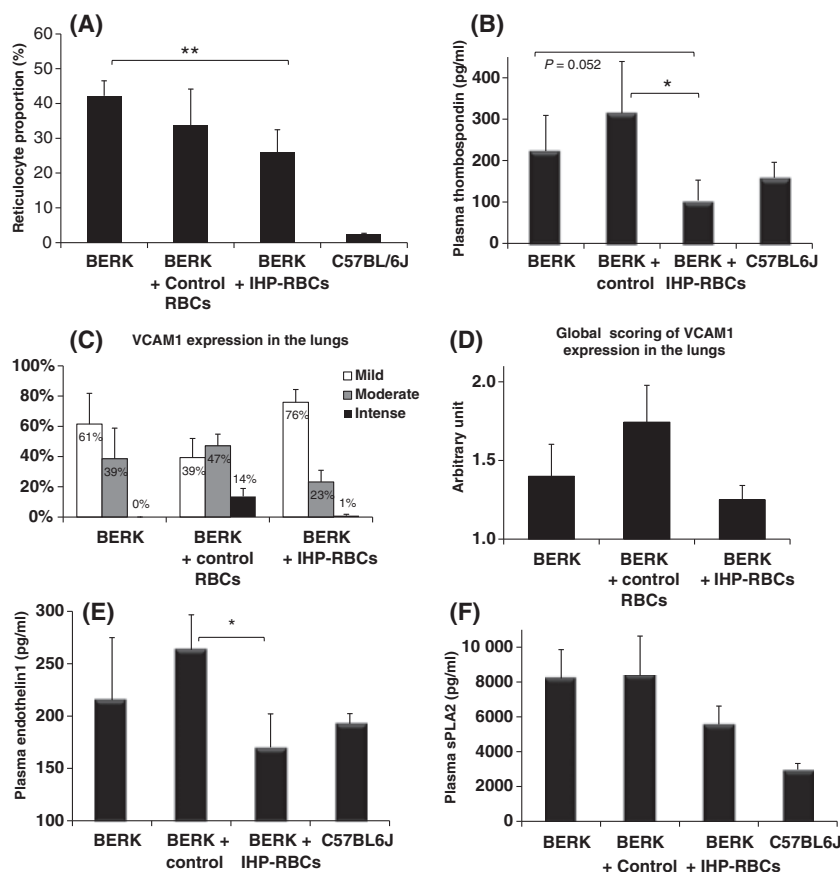 (A)
Reticulocyte proportion (%)
60
50
40
30
20
10
0
**
BERK
BERK
+ Control
RBCs
BERK
+ IHP-RBCs
C57BL/6J
(B)
Plasma thombospondin (pg/ml)
400
300
200
100
0
P = 0.052
*
BERK
BERK +
control
BERK +
IHP-RBCs
C57BL6J
(C)
VCAM1 expression in the lungs
100%
80%
60%
40%
20%
0%
Mild
Moderate
Intense
61%
39%
0%
39%
47%
14%
76%
23%
1%
BERK
BERK
+ control
RBCs
BERK
+ IHP-RBCs
(D)
Global scoring of VCAM1
expression in the lungs
Arbitrary unit
2.0
1.5
1.0
BERK
BERK
+ control
RBCs
BERK
+ IHP-RBCs
(E)
Plasma endothelin1 (pg/ml)
300
250
200
150
100
*
BERK
BERK +
control
BERK +
IHP-RBCs
C57BL6J
(F)
Plasma sPLA2 (pg/ml)
10 000
8000
6000
4000
2000
0
BERK
BERK
+ Control
BERK
+ IHP-RBCs
C57BL6J